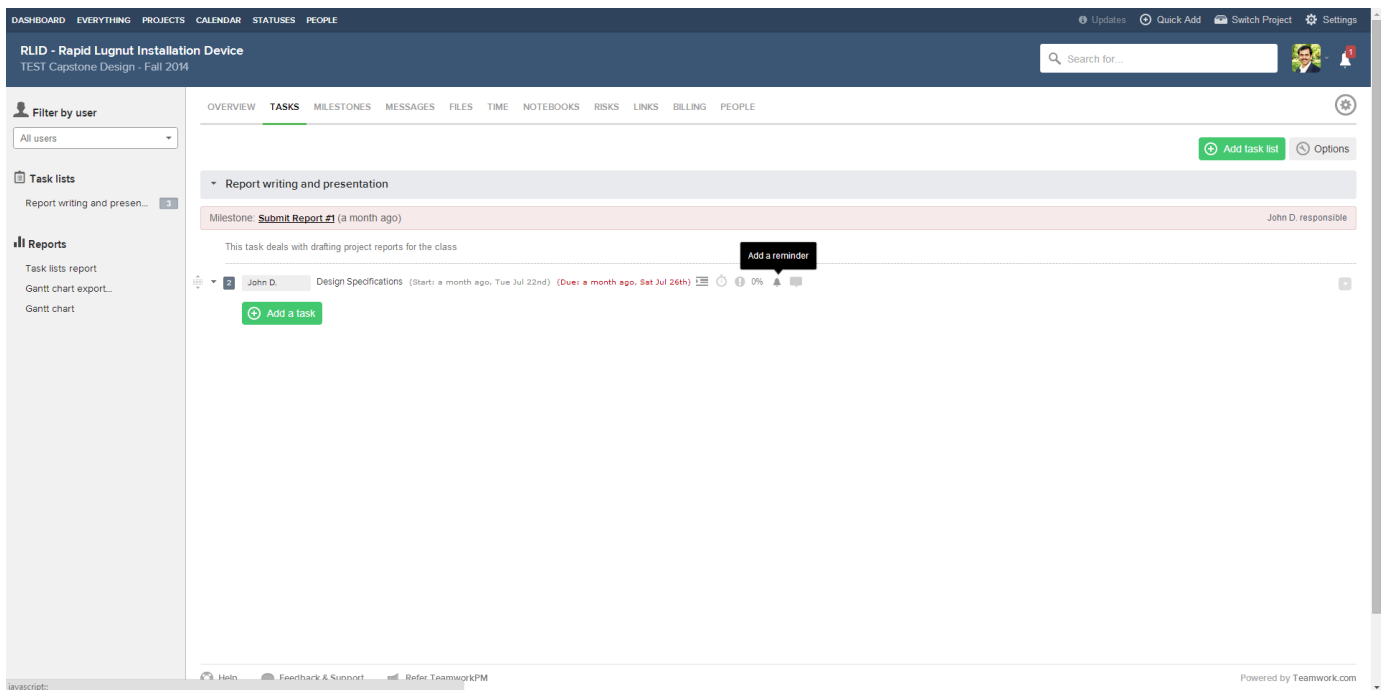 DASHBOARD EVERYTHING PROJECTS CALENDAR STATUSES PEOPLE Updates Quick Add Switch Project Settings
RLID - Rapid Lugnut Installation Device
TEST Capstone Design - Fall 2014
Search for...
1
Filter by user
All users
Task lists
Report writing and presen... 3
Reports
Task lists report
Gantt chart export...
Gantt chart
OVERVIEW TASKS MILESTONES MESSAGES FILES TIME NOTEBOOKS RISKS LINKS BILLING PEOPLE
Add task list Options
Report writing and presentation
Milestone: Submit Report #1 (a month ago) John D. responsible
This task deals with drafting project reports for the class
Add a reminder
2 John D. Design Specifications (Start: a month ago, Tue Jul 22nd) (Due: a month ago, Sat Jul 26th) 0%
Add a task
Help Feedback & Support Refer TeamworkPM Powered by Teamwork.com
javascript:;